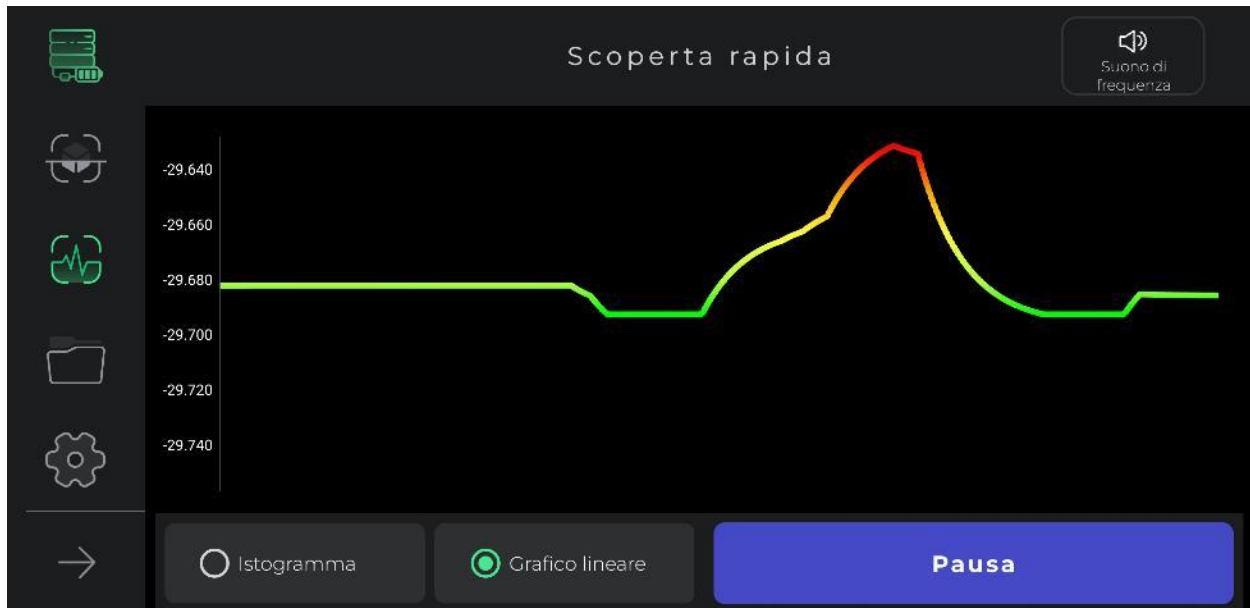 Scoperta rapida
Suono di
frequenza
-29.640
-29.660
-29.680
-29.700
-29.720
-29.740
Istogramma
Grafico lineare
Pausa